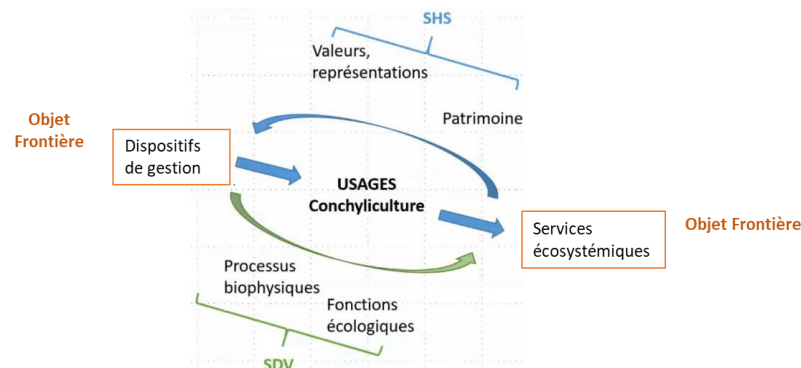 SHS
Valeurs,
représentations
Patrimoine
Objet
Frontière
Dispositifs
de gestion
USAGES
Conchyliculture
Services
écosystémiques
Objet Frontière
Processus
biophysiques
Fonctions
écologiques
SDV